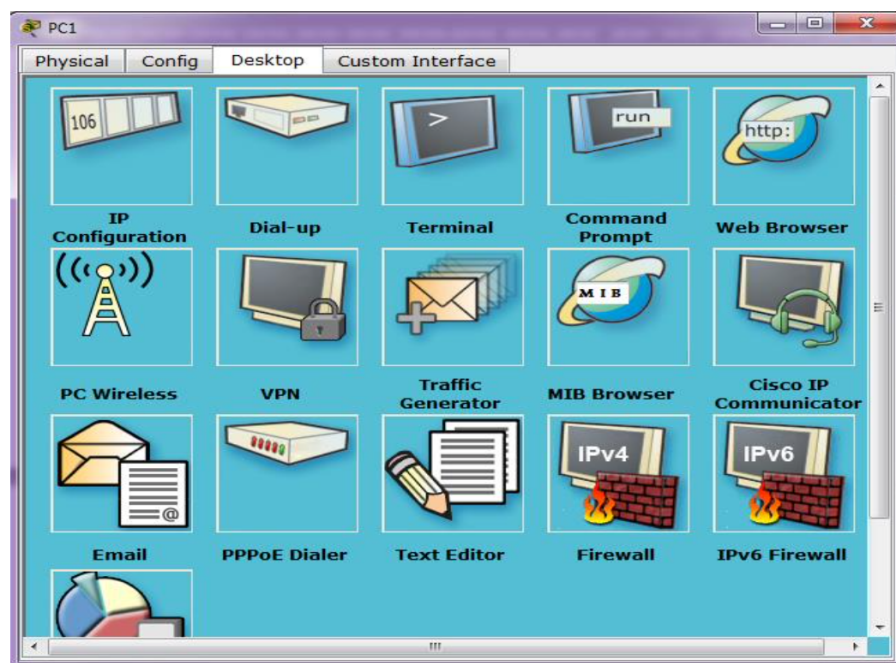 PC1
Physical Config Desktop Custom Interface
106
>
run
http:
IP
Configuration
Dial-up
Terminal
Command
Prompt
Web Browser
MIB
PC Wireless
VPN
Traffic
Generator
MIB Browser
Cisco IP
Communicator
@
IPv4
IPv6
Email
PPPoE Dialer
Text Editor
Firewall
IPv6 Firewall